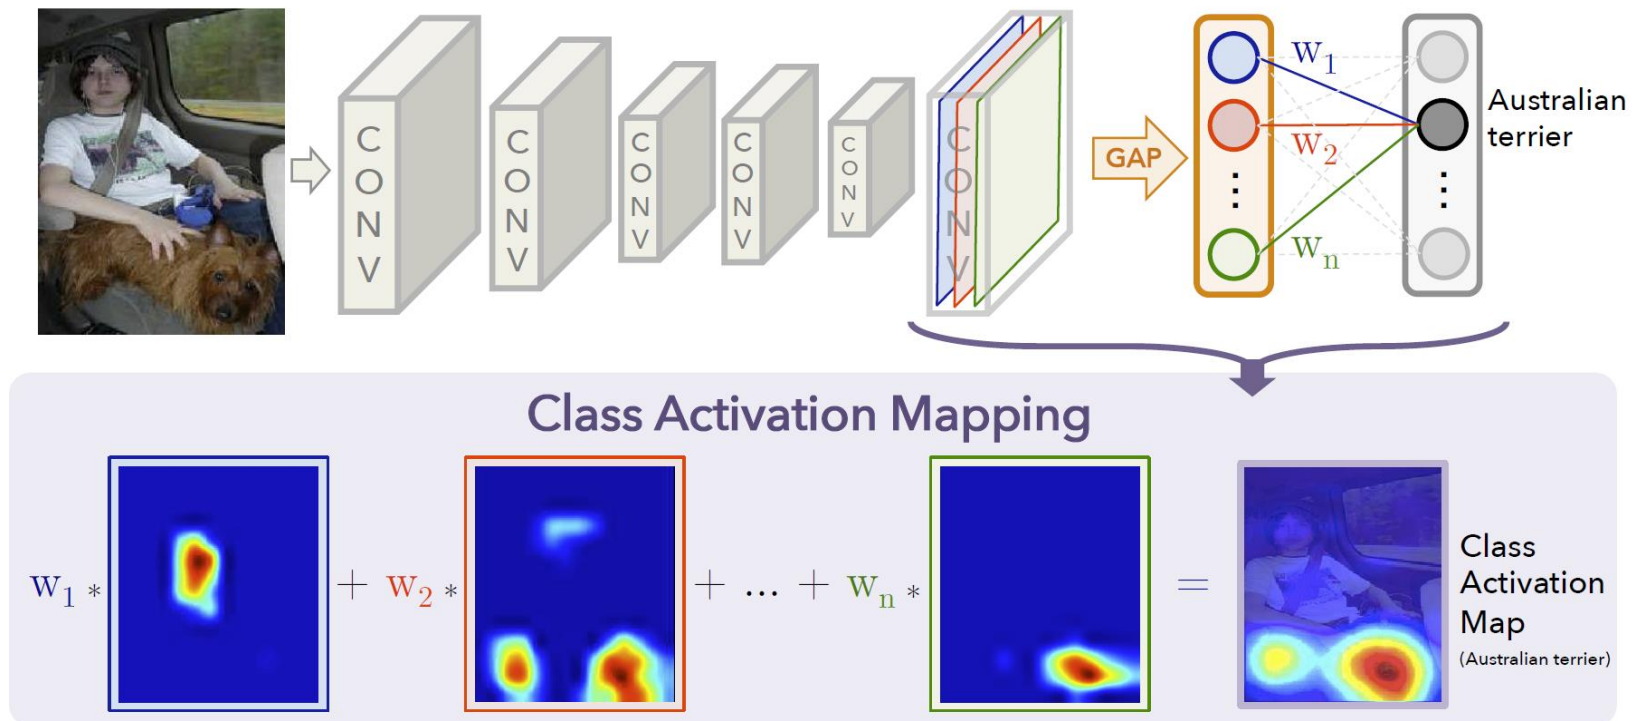 CONV
CONV
CONV
CONV
CONV
CONV
GAP
w1
w2
wn
Australian
terrier
Class Activation Mapping
w1 * + w2 * + ... + wn * =
Class
Activation
Map
(Australian terrier)